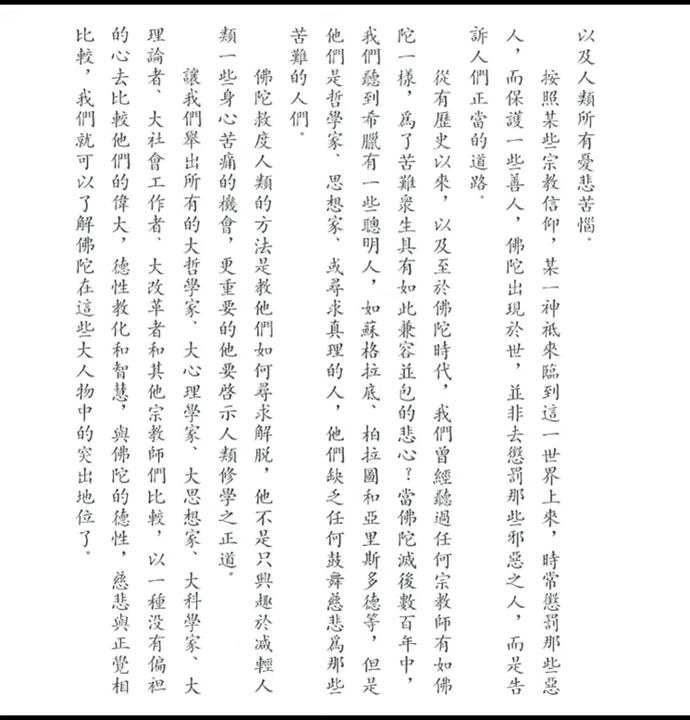 以及人類所有憂悲苦惱。
按照某些宗教信仰，某一神祗來臨到這一世界上來，時常懲罰那些惡
人，而保護一些善人，佛陀出現於世，並非去懲罰那些邪惡之人，而是告
訴人們正當的道路。
從有歷史以來，以及至於佛陀時代，我們曾經聽過任何宗教師有如佛
陀一樣，為了苦難衆生具有如此兼容並包的悲心？當佛陀滅後數百年中，
我們聽到希臘有一些聰明人，如蘇格拉底、柏拉圖和亞里斯多德等，但是
他們是哲學家、思想家、或尋求真理的人，他們缺乏任何鼓舞慈悲為那些
苦難的人們。
佛陀救度人類的方法是教他們如何尋求解脫，他不是只興趣於減輕人
類一些身心苦痛的機會，更重要的他要啓示人類修學之正道。
讓我們舉出所有的大哲學家、大心理學家、大思想家、大科學家、大
理論者、大社會工作者、大改革者和其他宗教師們比較，以一種没有偏袒
的心去比較他們的偉大，德性教化和智慧，與佛陀的德性，慈悲與正覺相
比較，我們就可以了解佛陀在這些大人物中的突出地位了。